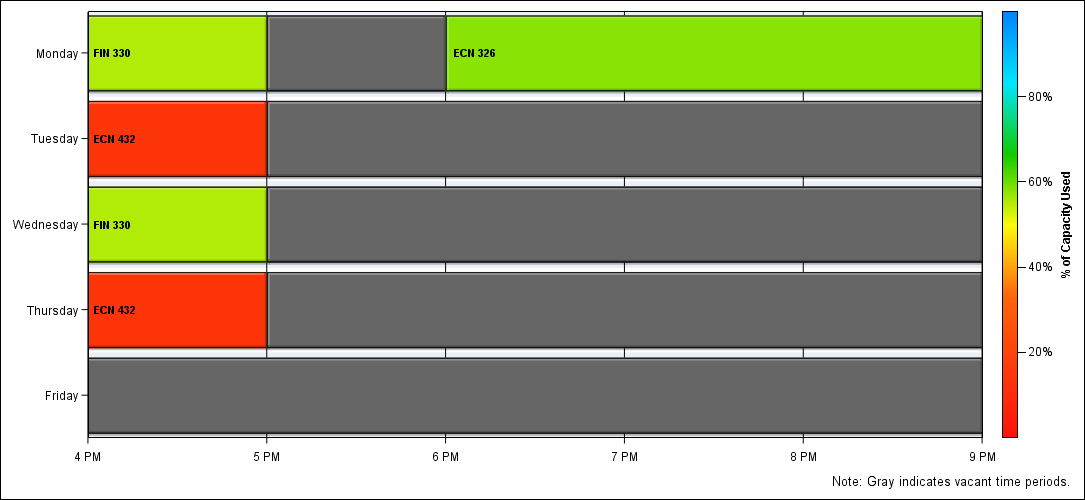 Monday
FIN 330
ECN 326
Tuesday
ECN 432
Wednesday
FIN 330
Thursday
ECN 432
Friday
4 PM
5 PM
6 PM
7 PM
8 PM
9 PM
80%
60%
40%
20%
% of Capacity Used
Note: Gray indicates vacant time periods.